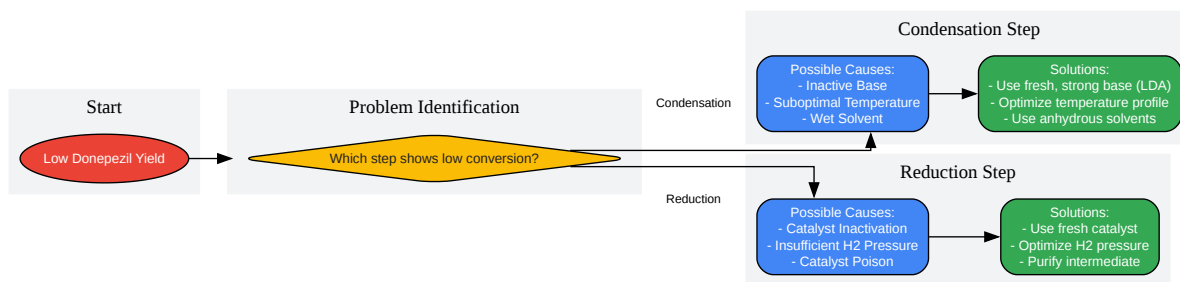 Start
Low Donepezil Yield
Problem Identification
Which step shows low conversion?
Condensation
Reduction
Condensation Step
Possible Causes:
- Inactive Base
- Suboptimal Temperature
- Wet Solvent
Solutions:
- Use fresh, strong base (LDA)
- Optimize temperature profile
- Use anhydrous solvents
Reduction Step
Possible Causes:
- Catalyst Inactivation
- Insufficient H2 Pressure
- Catalyst Poison
Solutions:
- Use fresh catalyst
- Optimize H2 pressure
- Purify intermediate